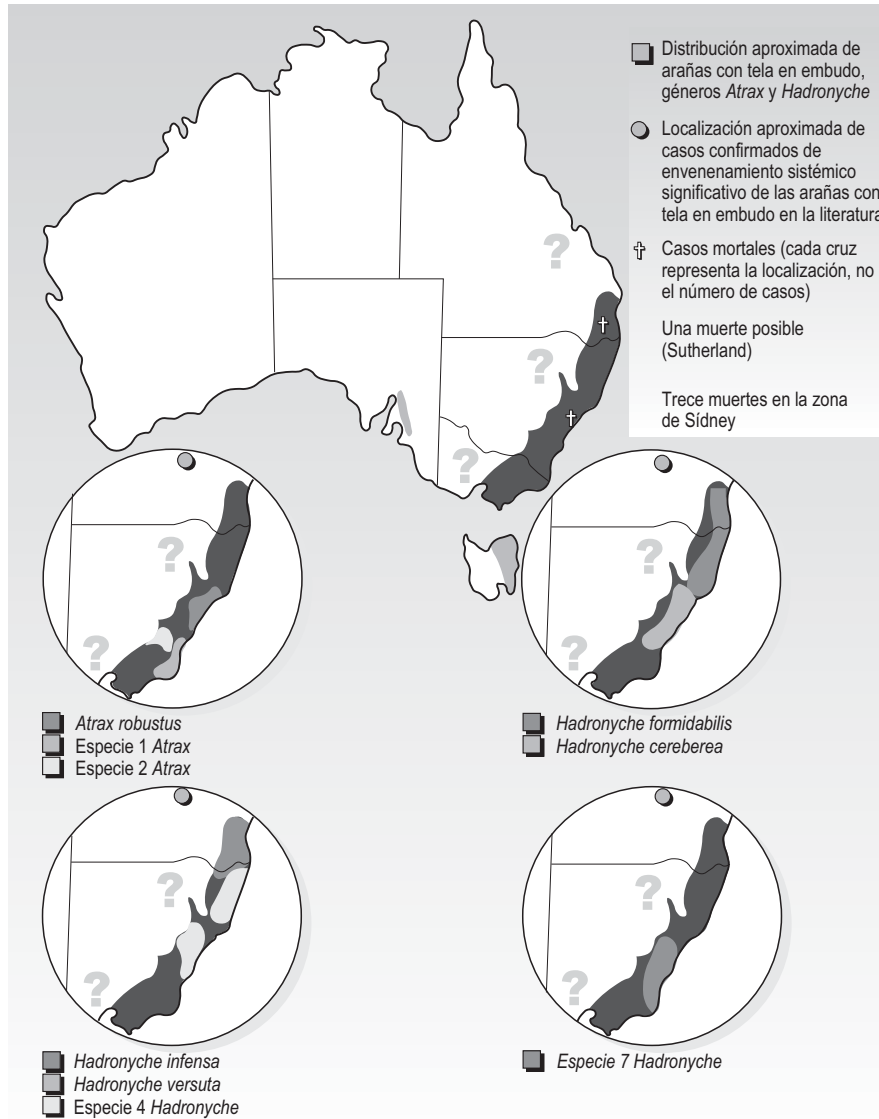 Distribución aproximada de
arañas con tela en embudo,
géneros Atrax y Hadronyche
Localización aproximada de
casos confirmados de
envenenamiento sistémico
significativo de las arañas con
tela en embudo en la literatura
Casos mortales (cada cruz
representa la localización, no
el número de casos)
Una muerte posible
(Sutherland)
Trece muertes en la zona
de Sídney
?
?
?
?
?
?
?
Atrax robustus
Especie 1 Atrax
Especie 2 Atrax
Hadronyche formidabilis
Hadronyche cereberea
?
?
?
?
Hadronyche infensa
Hadronyche versuta
Especie 4 Hadronyche
Especie 7 Hadronyche